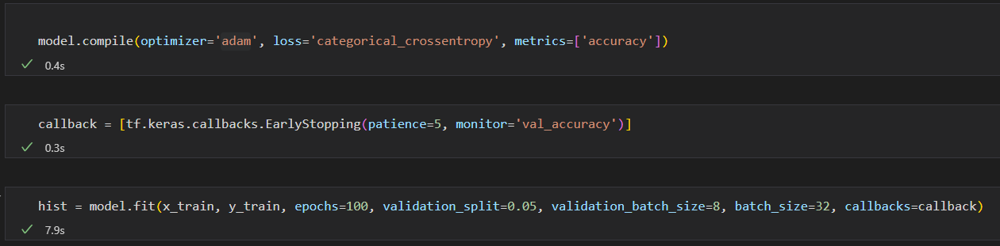 model.compile(optimizer='adam', loss='categorical_crossentropy', metrics=['accuracy'])
0.4s
callback = [tf.keras.callbacks.EarlyStopping(patience=5, monitor='val_accuracy')]
0.3s
hist = model.fit(x_train, y_train, epochs=100, validation_split=0.05, validation_batch_size=8, batch_size=32, callbacks=callback)
7.9s